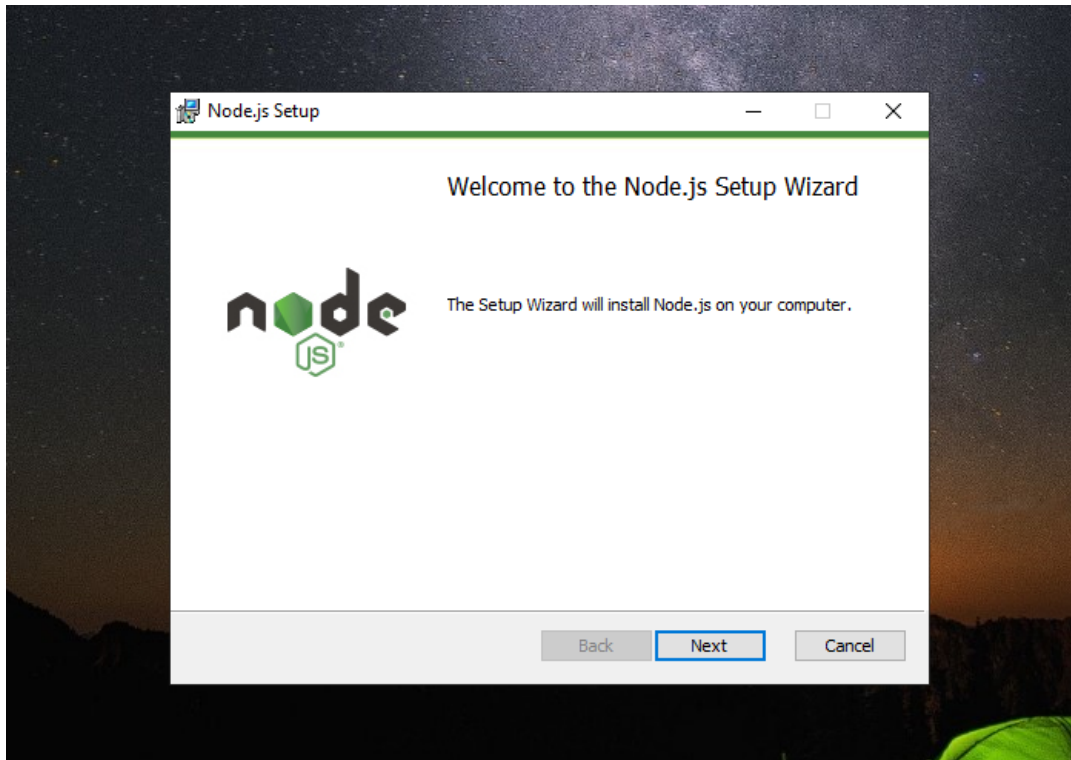 Node.js Setup
Welcome to the Node.js Setup Wizard
The Setup Wizard will install Node.js on your computer.
node
JS®
Back Next Cancel